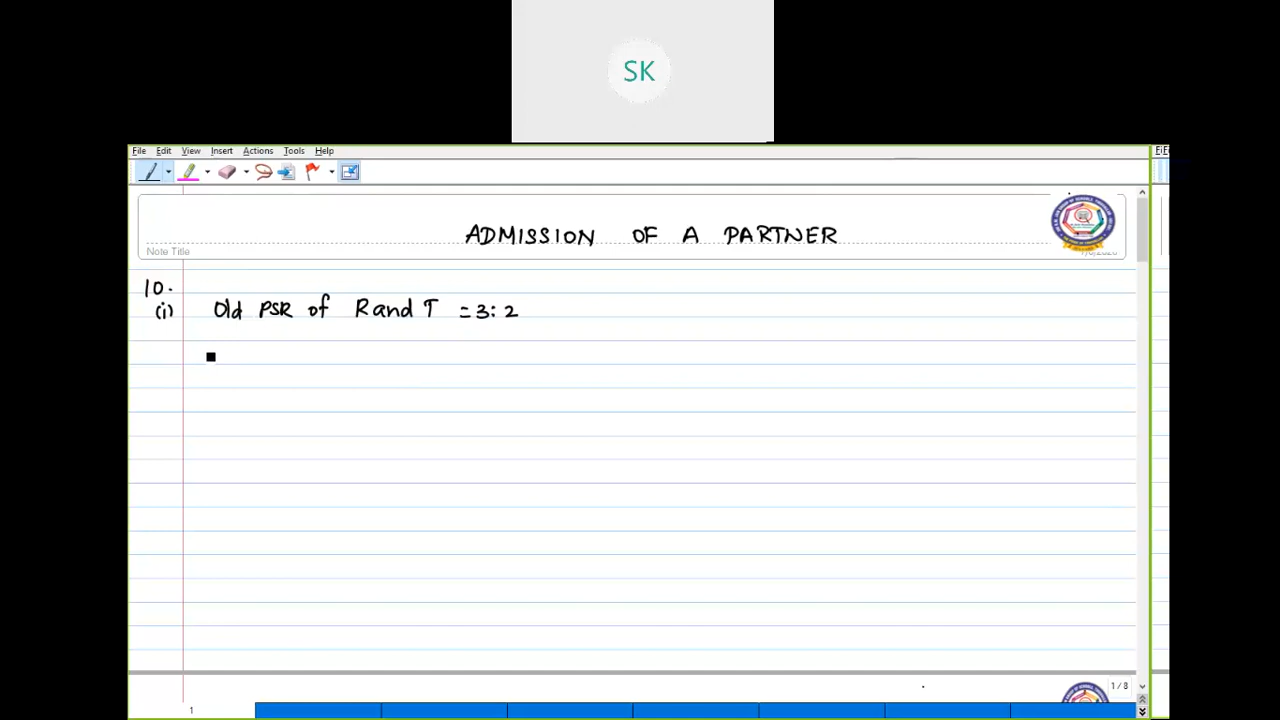 SK
File Edit View Insert Actions Tools Help
ADMISSION OF A PARTNER
Note Title
10.
(i) Old PSR of R and T = 3:2
1/8
1